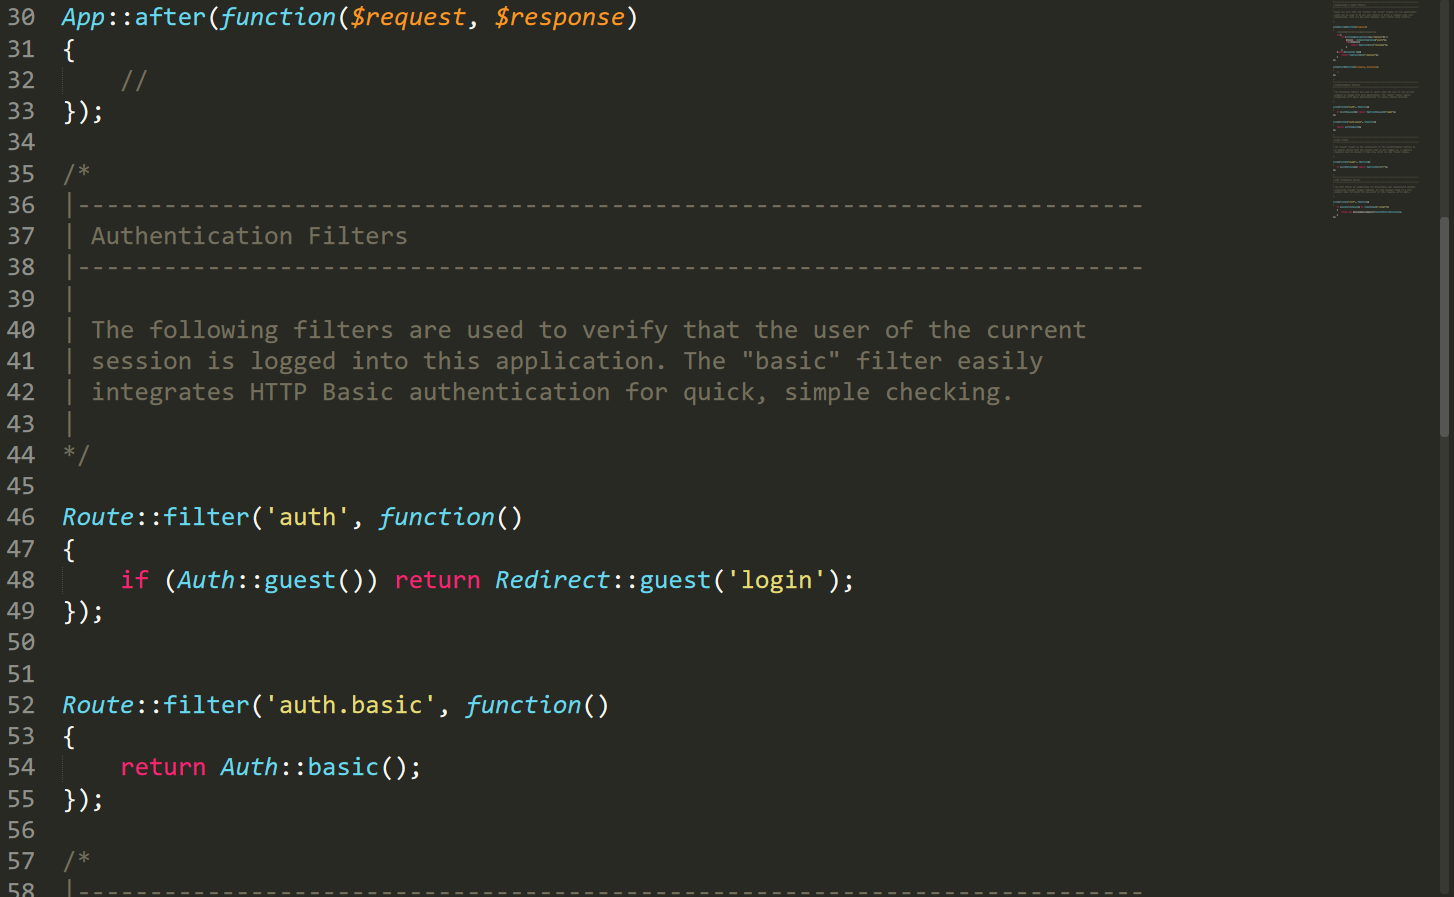 30 App::after(function($request, $response)
31 {
32     //
33 });
34
35 /*
36 |--------------------------------------------------------------------------
37 | Authentication Filters
38 |--------------------------------------------------------------------------
39 |
40 | The following filters are used to verify that the user of the current
41 | session is logged into this application. The "basic" filter easily
42 | integrates HTTP Basic authentication for quick, simple checking.
43 |
44 */
45
46 Route::filter('auth', function()
47 {
48     if (Auth::guest()) return Redirect::guest('login');
49 });
50
51
52 Route::filter('auth.basic', function()
53 {
54     return Auth::basic();
55 });
56
57 /*
58 |--------------------------------------------------------------------------